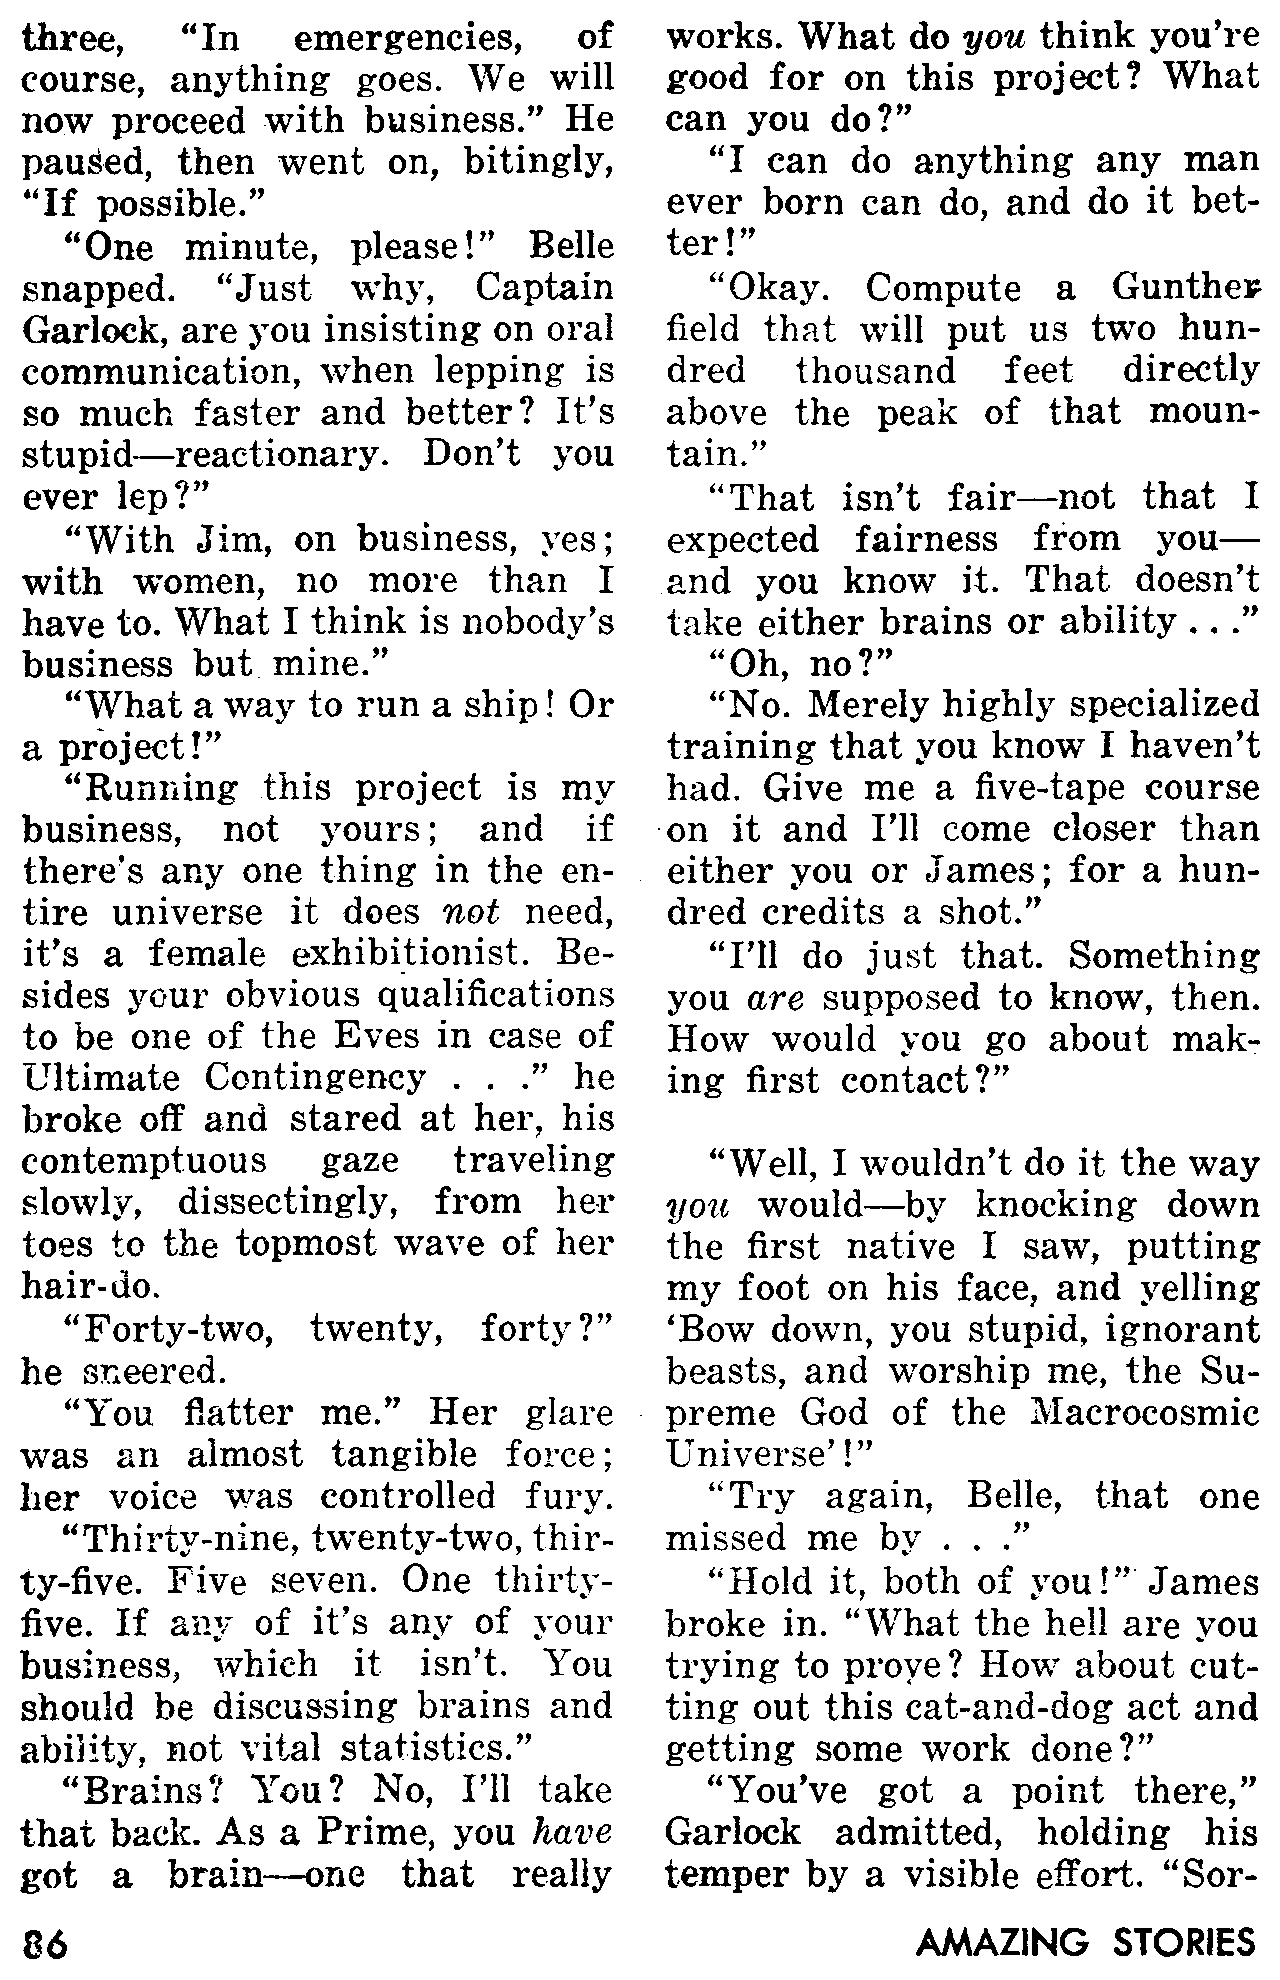 three, “In emergencies, of
course, anything goes. We will
now proceed with business.” He
paused, then went on, bitingly,
“If possible.”
“One minute, please!” Belle
snapped. “Just why, Captain
Garlock, are you insisting on oral
communication, when lepping is
so much faster and better? It’s
stupid—reactionary. Don’t you
ever lep?”
“With Jim, on business, yes;
with women, no more than I
have to. What I think is nobody’s
business but mine.”
“What a way to run a ship! Or
a project!”
“Running this project is my
business, not yours; and if
there’s any one thing in the en-
tire universe it does not need,
it’s a female exhibitionist. Be-
sides your obvious qualifications
to be one of the Eves in case of
Ultimate Contingency . . .” he
broke off and stared at her, his
contemptuous gaze traveling
slowly, dissectingly, from her
toes to the topmost wave of her
hair-do.
“Forty-two, twenty, forty?”
he sneered.
“You flatter me.” Her glare
was an almost tangible force;
her voice was controlled fury.
“Thirty-nine, twenty-two, thir-
ty-five. Five seven. One thirty-
five. If any of it’s any of your
business, which it isn’t. You
should be discussing brains and
ability, not vital statistics.”
“Brains? You? No, I’ll take
that back. As a Prime, you have
got a brain—one that really
works. What do you think you’re
good for on this project? What
can you do?”
“I can do anything any man
ever born can do, and do it bet-
ter!”
“Okay. Compute a Gunther
field that will put us two hun-
dred thousand feet directly
above the peak of that moun-
tain.”
“That isn’t fair—not that I
expected fairness from you—
and you know it. That doesn’t
take either brains or ability . . .”
“Oh, no?”
“No. Merely highly specialized
training that you know I haven’t
had. Give me a five-tape course
on it and I’ll come closer than
either you or James; for a hun-
dred credits a shot.”
“I’ll do just that. Something
you are supposed to know, then.
How would you go about mak-
ing first contact?”
“Well, I wouldn’t do it the way
you would—by knocking down
the first native I saw, putting
my foot on his face, and yelling
‘Bow down, you stupid, ignorant
beasts, and worship me, the Su-
preme God of the Macrocosmic
Universe’!”
“Try again, Belle, that one
missed me by . . .”
“Hold it, both of you!” James
broke in. “What the hell are you
trying to prove? How about cut-
ting out this cat-and-dog act and
getting some work done?”
“You’ve got a point there,”
Garlock admitted, holding his
temper by a visible effort. “Sor-
86
AMAZING STORIES